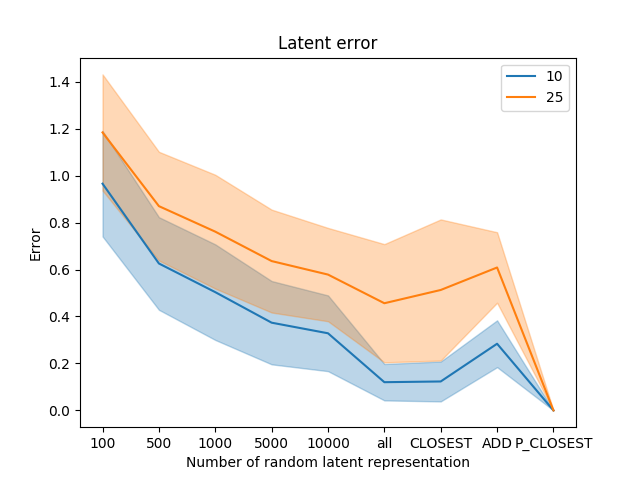 Latent error
10
25
1.4
1.2
1.0
0.8
0.6
0.4
0.2
0.0
Error
100 500 1000 5000 10000 all CLOSEST ADD P_CLOSEST
Number of random latent representation